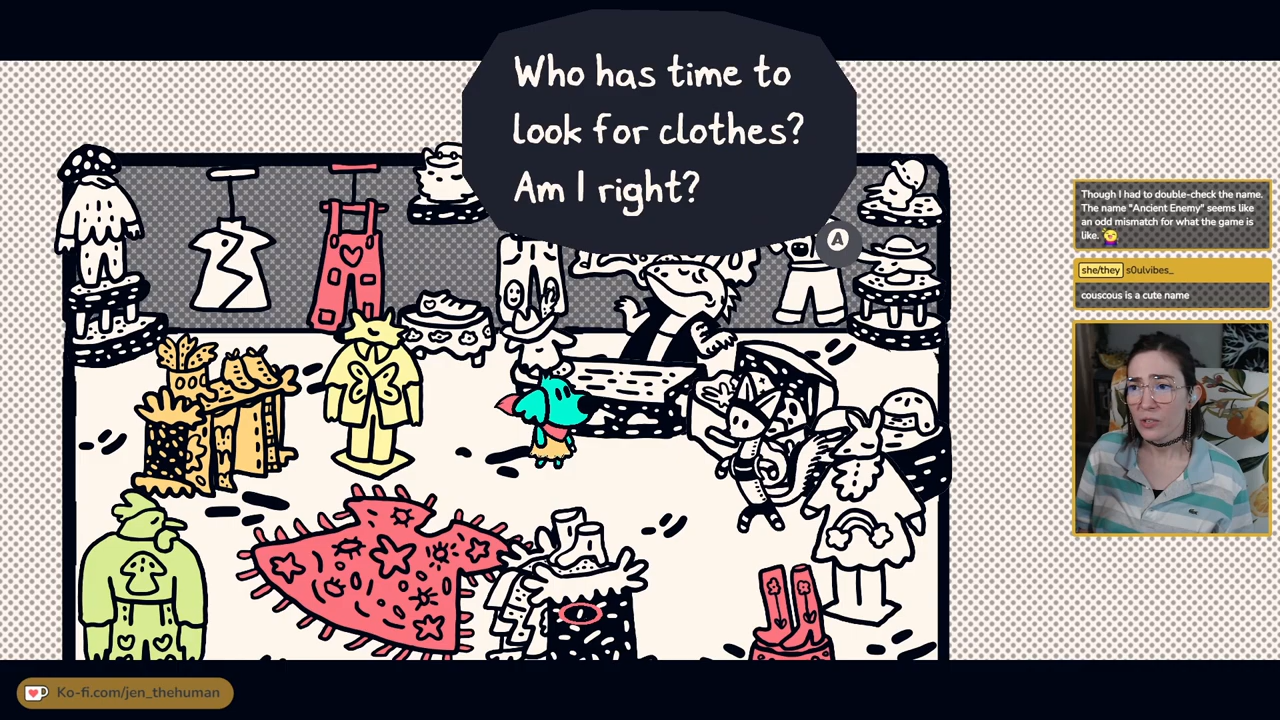 Who has time to
look for clothes?
Am I right?
A
Though I had to double-check the name.
The name "Ancient Enemy" seems like
an odd mismatch for what the game is
like.
she/they s0ulvibes_
couscous is a cute name
Ko-fi.com/jen_thehuman